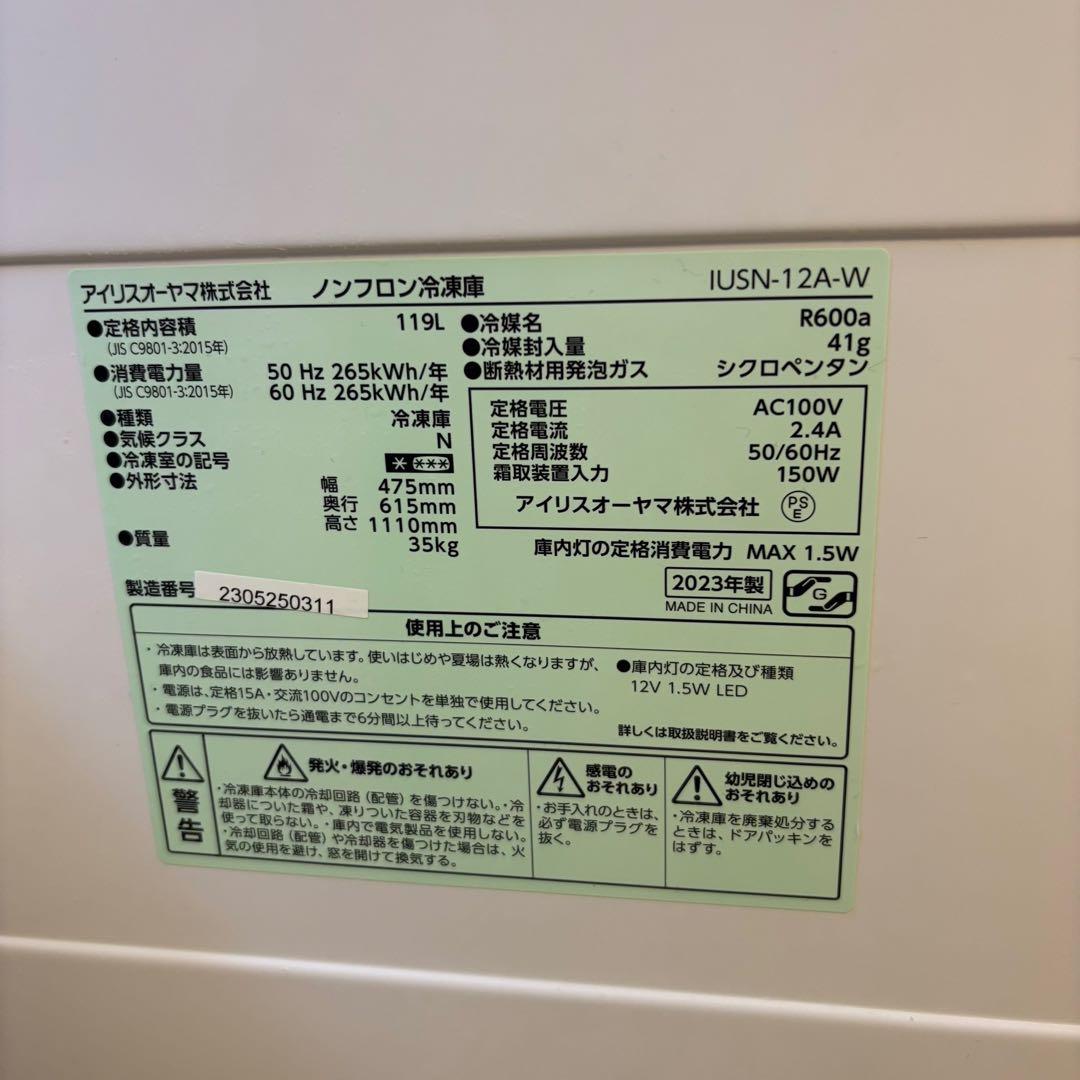 アイリスオーヤマ株式会社 ノンフロン冷凍庫 IUSN-12A-W
●定格内容積 119L
(JIS C9801-3:2015年)
●消費電力量 50 Hz 265kWh/年
(JIS C9801-3:2015年) 60 Hz 265kWh/年
●種類 冷凍庫
●気候クラス N
●冷凍室の記号 * ***
●外形寸法 幅 475mm
奥行 615mm
高さ 1110mm
●質量 35kg
製造番号 2305250311
●冷媒名 R600a
●冷媒封入量 41g
●断熱材用発泡ガス シクロペンタン
定格電圧 AC100V
定格電流 2.4A
定格周波数 50/60Hz
霜取装置入力 150W
アイリスオーヤマ株式会社 PSE
庫内灯の定格消費電力 MAX 1.5W
2023年製
MADE IN CHINA
G
使用上のご注意
・冷凍庫は表面から放熱しています。使いはじめや夏場は熱くなりますが、
庫内の食品には影響ありません。
・電源は、定格15A・交流100Vのコンセントを単独で使用してください。
・電源プラグを抜いたら通電まで6分間以上待ってください。
●庫内灯の定格及び種類
12V 1.5W LED
詳しくは取扱説明書をご覧ください。
警告
発火・爆発のおそれあり
・冷凍庫本体の冷却回路(配管)を傷つけない。・冷
却器についた霜や、凍りついた容器を刃物などを
使って取らない。・庫内で電気製品を使用しない。
・冷却回路(配管)や冷却器を傷つけた場合は、火
気の使用を避け、窓を開けて換気する。
感電の
おそれあり
・お手入れのときは、
必ず電源プラグを
抜く。
幼児閉じ込めの
おそれあり
・冷凍庫を廃棄処分する
ときは、ドアパッキンを
はずす。